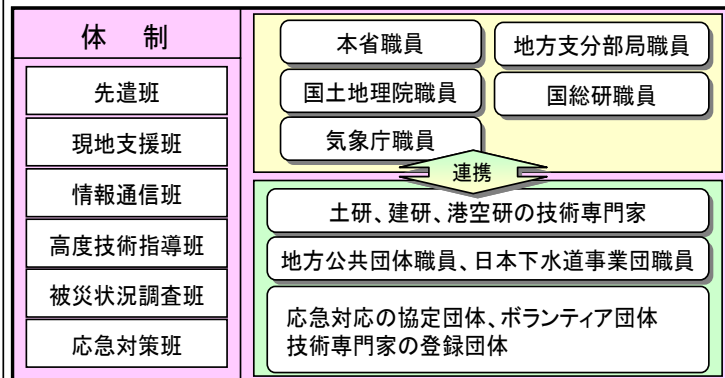 体　制
先遣班
現地支援班
情報通信班
高度技術指導班
被災状況調査班
応急対策班
本省職員
地方支分部局職員
国土地理院職員
国総研職員
気象庁職員
連携
土研、建研、港空研の技術専門家
地方公共団体職員、日本下水道事業団職員
応急対応の協定団体、ボランティア団体
技術専門家の登録団体